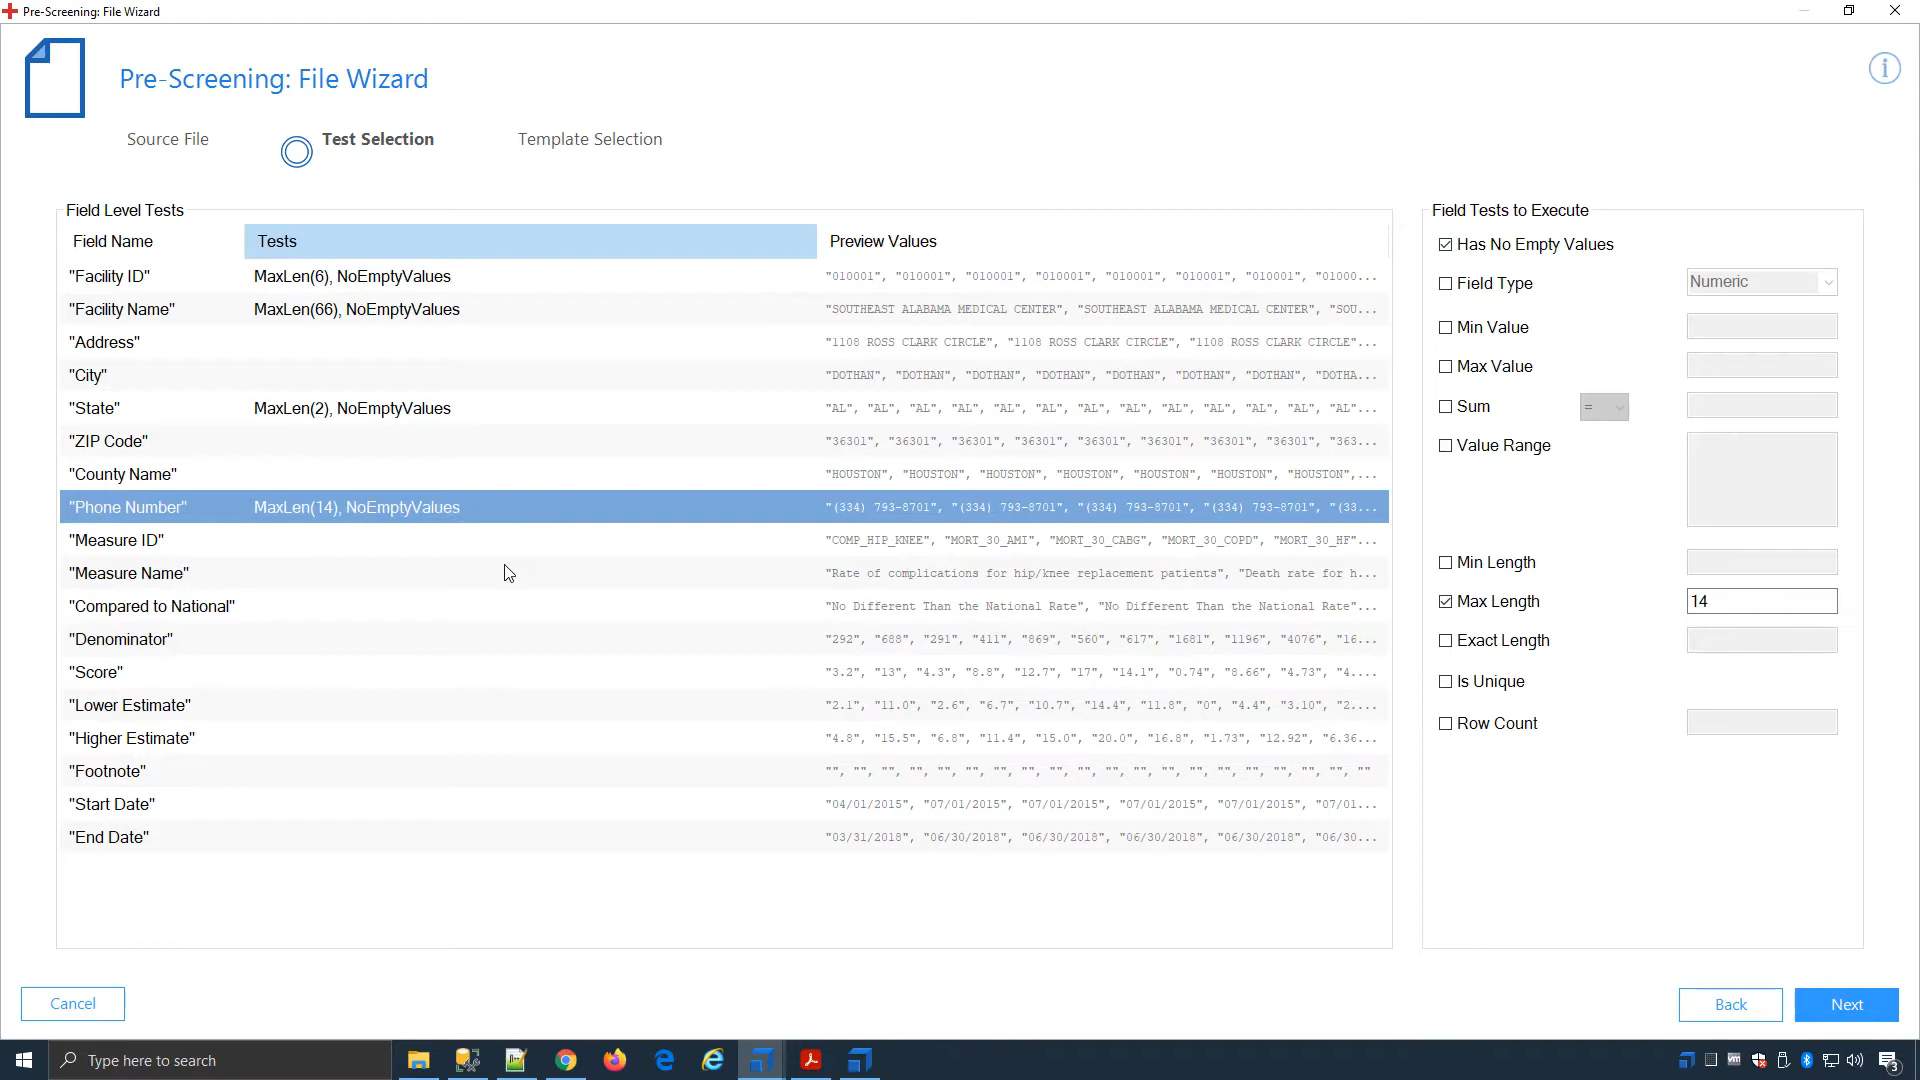 Pre-Screening: File Wizard
Pre-Screening: File Wizard
Source File Test Selection Template Selection
Field Level Tests
Field Name Tests Preview Values
"Facility ID" MaxLen(6), NoEmptyValues "010001", "010001", "010001", "010001", "010001", "010001", "010001", "01000...
"Facility Name" MaxLen(66), NoEmptyValues "SOUTHEAST ALABAMA MEDICAL CENTER", "SOUTHEAST ALABAMA MEDICAL CENTER", "SOU...
"Address" "1108 ROSS CLARK CIRCLE", "1108 ROSS CLARK CIRCLE", "1108 ROSS CLARK CIRCLE"...
"City" "DOTHAN", "DOTHAN", "DOTHAN", "DOTHAN", "DOTHAN", "DOTHAN", "DOTHAN", "DOTHA...
"State" MaxLen(2), NoEmptyValues "AL", "AL", "AL", "AL", "AL", "AL", "AL", "AL", "AL", "AL", "AL", "AL", "AL"...
"ZIP Code" "36301", "36301", "36301", "36301", "36301", "36301", "36301", "36301", "363...
"County Name" "HOUSTON", "HOUSTON", "HOUSTON", "HOUSTON", "HOUSTON", "HOUSTON", "HOUSTON",...
"Phone Number" MaxLen(14), NoEmptyValues "(334) 793-8701", "(334) 793-8701", "(334) 793-8701", "(334) 793-8701", "(33...
"Measure ID" "COMP_HIP_KNEE", "MORT_30_AMI", "MORT_30_CABG", "MORT_30_COPD", "MORT_30_HF"...
"Measure Name" "Rate of complications for hip/knee replacement patients", "Death rate for h...
"Compared to National" "No Different Than the National Rate", "No Different Than the National Rate"...
"Denominator" "292", "688", "291", "411", "869", "560", "617", "1681", "1196", "4076", "16...
"Score" "3.2", "13", "4.3", "8.8", "12.7", "17", "14.1", "0.74", "8.66", "4.73", "4....
"Lower Estimate" "2.1", "11.0", "2.6", "6.7", "10.7", "14.4", "11.8", "0", "4.4", "3.10", "2....
"Higher Estimate" "4.8", "15.5", "6.8", "11.4", "15.0", "20.0", "16.8", "1.73", "12.92", "6.36...
"Footnote" "", "", "", "", "", "", "", "", "", "", "", "", "", "", "", "", "", "", "", ""
"Start Date" "04/01/2015", "07/01/2015", "07/01/2015", "07/01/2015", "07/01/2015", "07/01...
"End Date" "03/31/2018", "06/30/2018", "06/30/2018", "06/30/2018", "06/30/2018", "06/30...
Field Tests to Execute
Has No Empty Values
Field Type Numeric
Min Value
Max Value
Sum =
Value Range
Min Length
Max Length 14
Exact Length
Is Unique
Row Count
Cancel Back Next
Type here to search
3